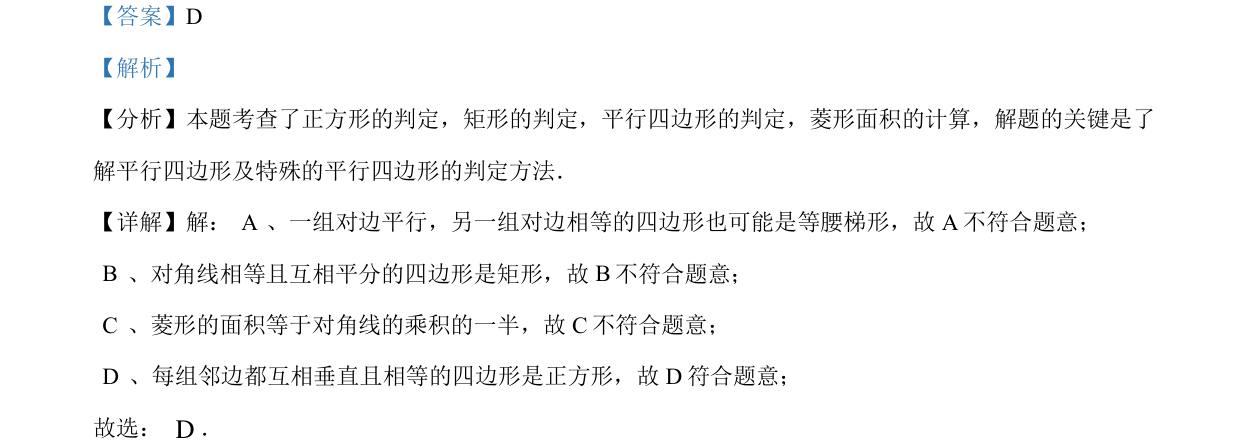 【答案】D
【解析】
【分析】本题考查了正方形的判定，矩形的判定，平行四边形的判定，菱形面积的计算，解题的关键是了
解平行四边形及特殊的平行四边形的判定方法．
【详解】解： A 、一组对边平行，另一组对边相等的四边形也可能是等腰梯形，故 A 不符合题意；
B 、对角线相等且互相平分的四边形是矩形，故 B 不符合题意；
C 、菱形的面积等于对角线的乘积的一半，故 C 不符合题意；
D 、每组邻边都互相垂直且相等的四边形是正方形，故 D 符合题意；
故选： D ．